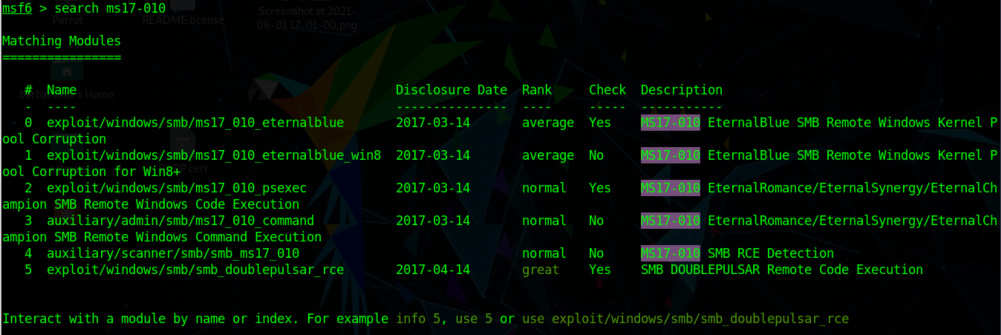 Parrot README.license Screenshot at 2021-
msf6 > search ms17-010
06-01 17-01-00.png
Matching Modules
================
Home
# Name Disclosure Date Rank Check Description
- ---- --------------- ---- ----- -----------
0 exploit/windows/smb/ms17_010_eternalblue 2017-03-14 average Yes MS17-010 EternalBlue SMB Remote Windows Kernel P
ool Corruption
1 exploit/windows/smb/ms17_010_eternalblue_win8 2017-03-14 average No MS17-010 EternalBlue SMB Remote Windows Kernel P
ool Corruption for Win8+
cert
2 exploit/windows/smb/ms17_010_psexec 2017-03-14 normal Yes MS17-010 EternalRomance/EternalSynergy/EternalCh
ampion SMB Remote Windows Code Execution
3 auxiliary/admin/smb/ms17_010_command 2017-03-14 normal No MS17-010 EternalRomance/EternalSynergy/EternalCh
ampion SMB Remote Windows Command Execution
4 auxiliary/scanner/smb/smb_ms17_010 normal No MS17-010 SMB RCE Detection
5 exploit/windows/smb/smb_doublepulsar_rce 2017-04-14 great Yes SMB DOUBLEPULSAR Remote Code Execution
Interact with a module by name or index. For example info 5, use 5 or use exploit/windows/smb/smb_doublepulsar_rce